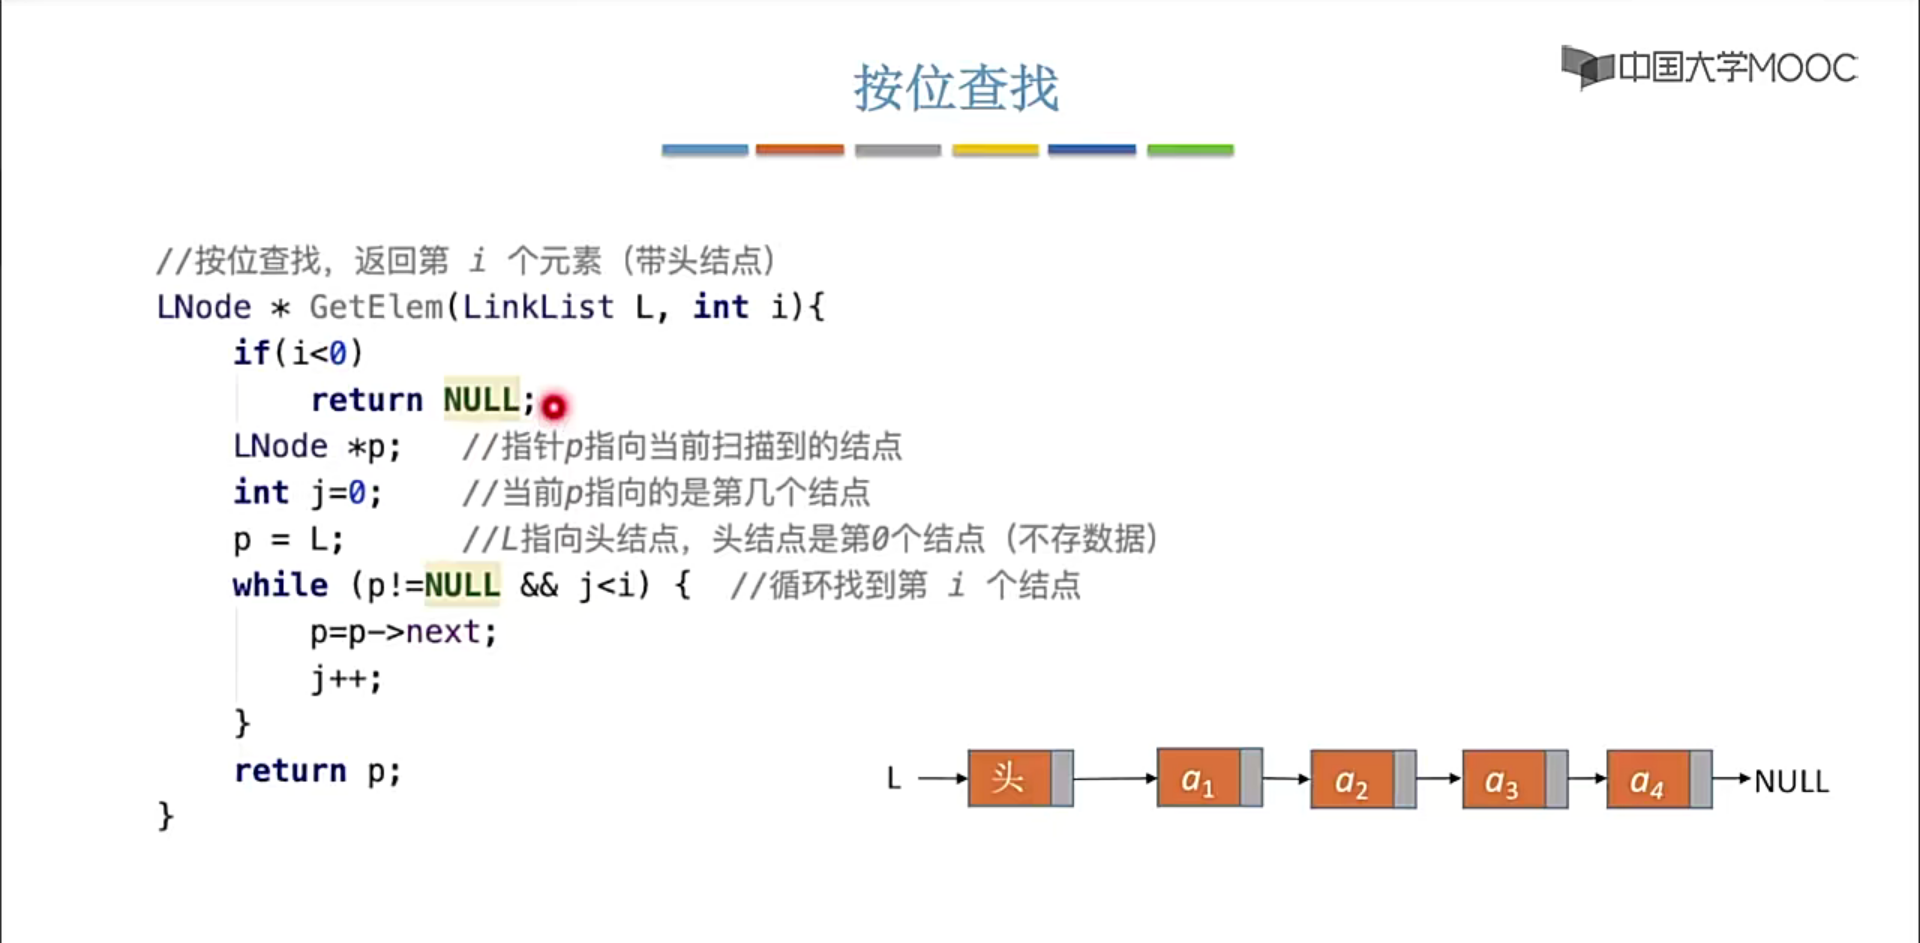 中国大学MOOC
按位查找
//按位查找，返回第 i 个元素（带头结点）
LNode * GetElem(LinkList L, int i){
if(i<0)
return NULL;
LNode *p; //指针p指向当前扫描到的结点
int j=0; //当前p指向的是第几个结点
p = L; //L指向头结点，头结点是第0个结点（不存数据）
while (p!=NULL && j<i) { //循环找到第 i 个结点
p=p->next;
j++;
}
return p;
}
L 头 a1 a2 a3 a4 NULL